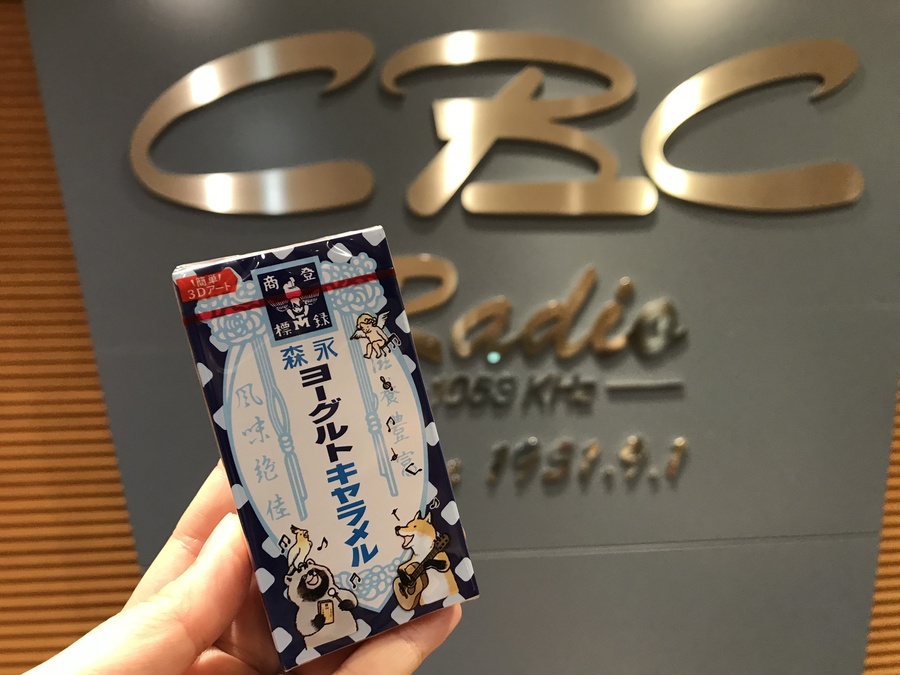 CBC
Radio
1053 KHz
1951.9.1
簡単!
3Dアート
商登
標録
森永
ヨーグルトキャラメル
滋養豊富
風味絶佳